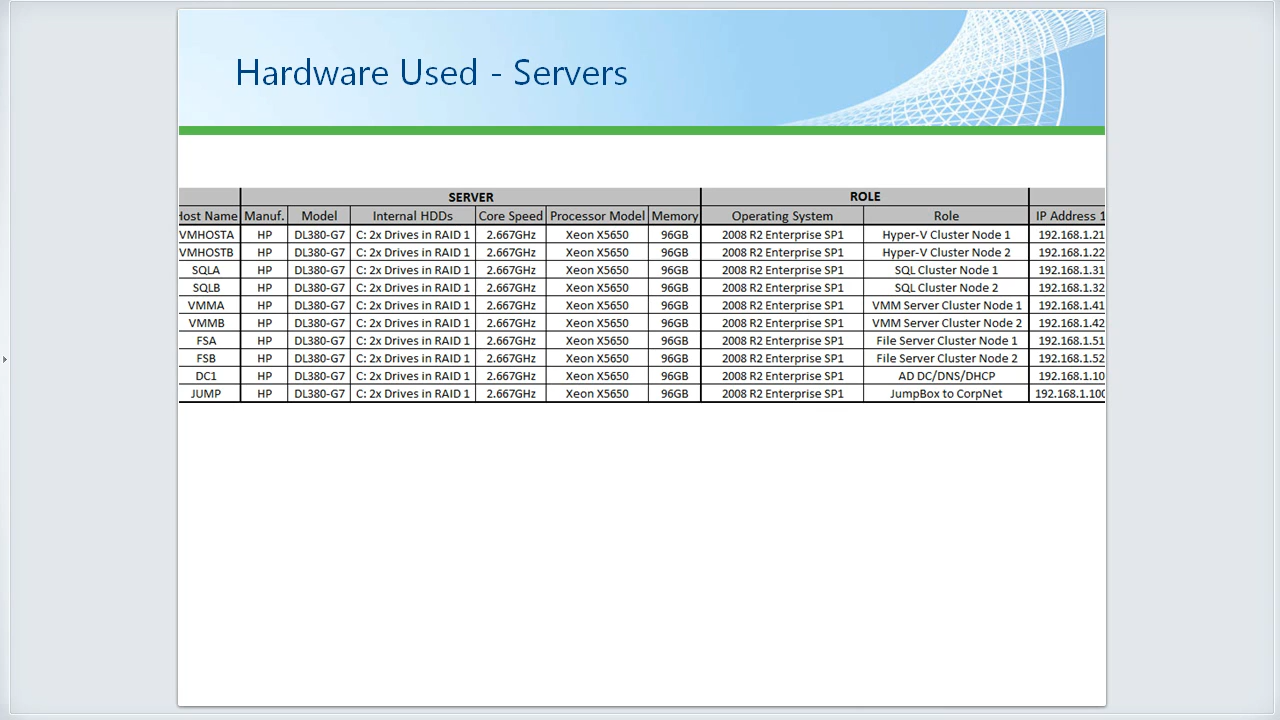 Hardware Used - Servers
SERVER ROLE
Host Name Manuf. Model Internal HDDs Core Speed Processor Model Memory Operating System Role IP Address 1
VMHOSTA HP DL380-G7 C: 2x Drives in RAID 1 2.667GHz Xeon X5650 96GB 2008 R2 Enterprise SP1 Hyper-V Cluster Node 1 192.168.1.21
VMHOSTB HP DL380-G7 C: 2x Drives in RAID 1 2.667GHz Xeon X5650 96GB 2008 R2 Enterprise SP1 Hyper-V Cluster Node 2 192.168.1.22
SQLA HP DL380-G7 C: 2x Drives in RAID 1 2.667GHz Xeon X5650 96GB 2008 R2 Enterprise SP1 SQL Cluster Node 1 192.168.1.31
SQLB HP DL380-G7 C: 2x Drives in RAID 1 2.667GHz Xeon X5650 96GB 2008 R2 Enterprise SP1 SQL Cluster Node 2 192.168.1.32
VMMA HP DL380-G7 C: 2x Drives in RAID 1 2.667GHz Xeon X5650 96GB 2008 R2 Enterprise SP1 VMM Server Cluster Node 1 192.168.1.41
VMMB HP DL380-G7 C: 2x Drives in RAID 1 2.667GHz Xeon X5650 96GB 2008 R2 Enterprise SP1 VMM Server Cluster Node 2 192.168.1.42
FSA HP DL380-G7 C: 2x Drives in RAID 1 2.667GHz Xeon X5650 96GB 2008 R2 Enterprise SP1 File Server Cluster Node 1 192.168.1.51
FSB HP DL380-G7 C: 2x Drives in RAID 1 2.667GHz Xeon X5650 96GB 2008 R2 Enterprise SP1 File Server Cluster Node 2 192.168.1.52
DC1 HP DL380-G7 C: 2x Drives in RAID 1 2.667GHz Xeon X5650 96GB 2008 R2 Enterprise SP1 AD DC/DNS/DHCP 192.168.1.10
JUMP HP DL380-G7 C: 2x Drives in RAID 1 2.667GHz Xeon X5650 96GB 2008 R2 Enterprise SP1 JumpBox to CorpNet 192.168.1.100